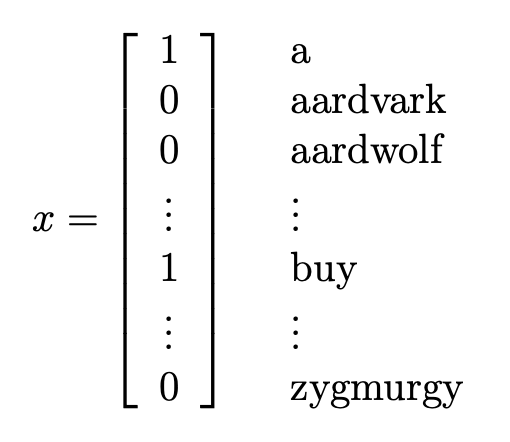 1 a
0 aardvark
0 aardwolf
⋮ ⋮
x =
1 buy
⋮ ⋮
0 zygmurgy